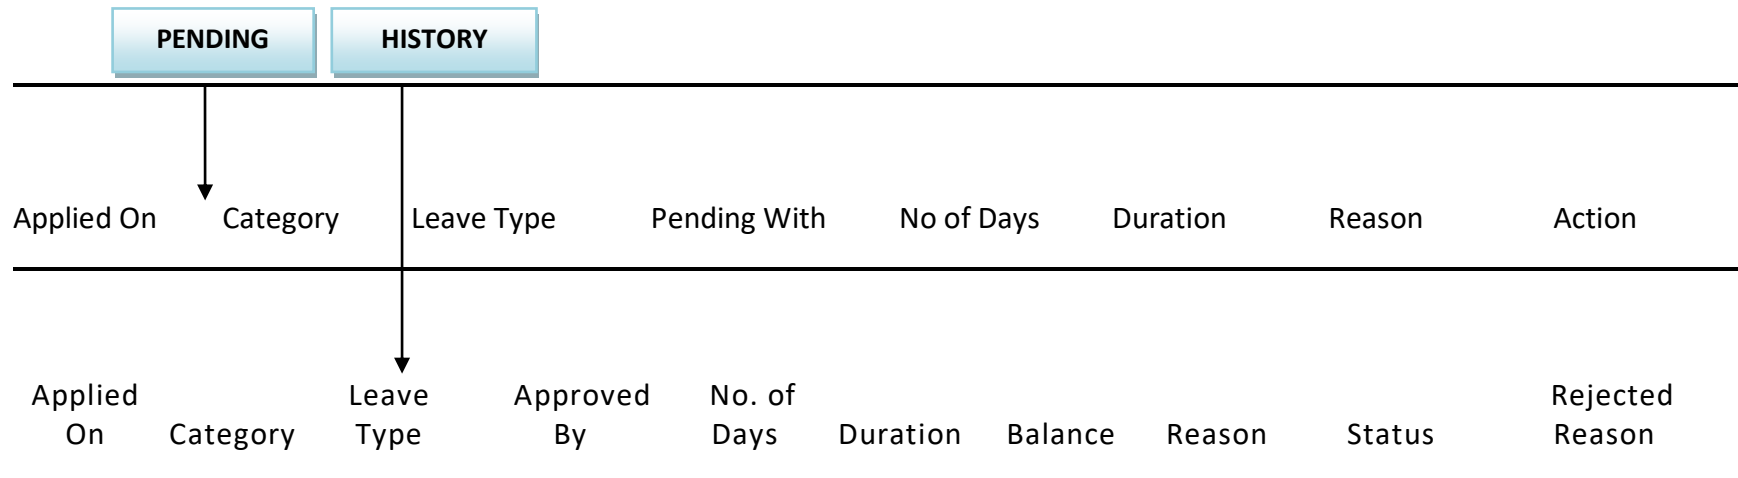 PENDING HISTORY
Applied On Category Leave Type Pending With No of Days Duration Reason Action
Applied Leave Approved No. of Rejected
On Category Type By Days Duration Balance Reason Status Reason